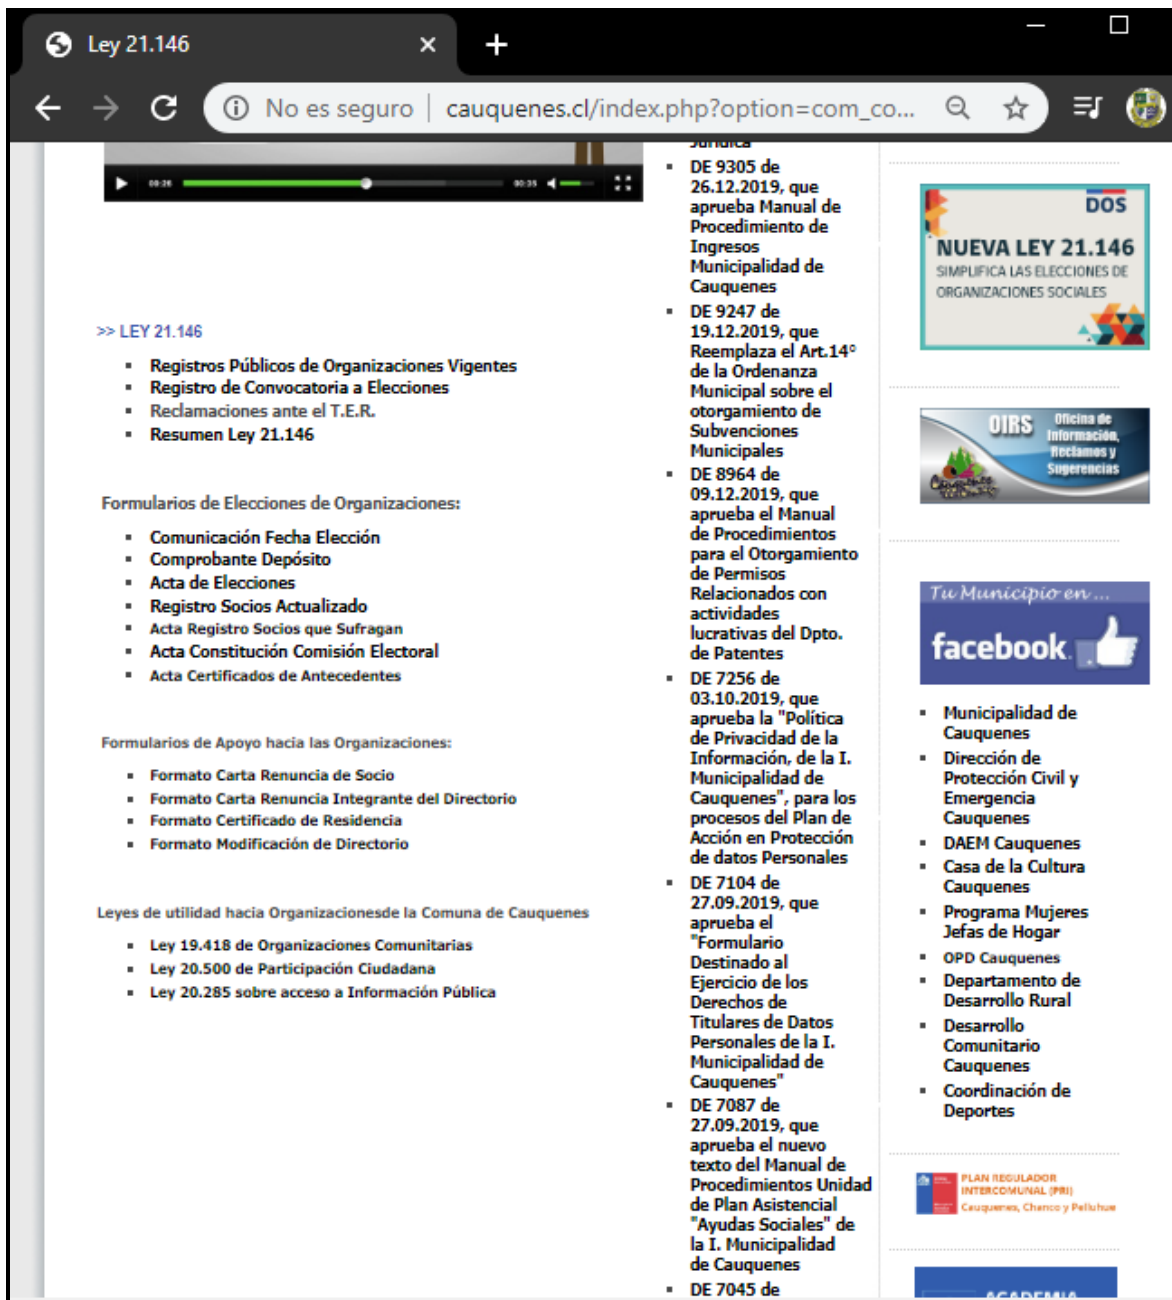 Ley 21.146
No es seguro | cauquenes.cl/index.php?option=com_co...
00:26
00:35
>> LEY 21.146
Registros Públicos de Organizaciones Vigentes
Registro de Convocatoria a Elecciones
Reclamaciones ante el T.E.R.
Resumen Ley 21.146
Formularios de Elecciones de Organizaciones:
Comunicación Fecha Elección
Comprobante Depósito
Acta de Elecciones
Registro Socios Actualizado
Acta Registro Socios que Sufragan
Acta Constitución Comisión Electoral
Acta Certificados de Antecedentes
Formularios de Apoyo hacia las Organizaciones:
Formato Carta Renuncia de Socio
Formato Carta Renuncia Integrante del Directorio
Formato Certificado de Residencia
Formato Modificación de Directorio
Leyes de utilidad hacia Organizacionesde la Comuna de Cauquenes
Ley 19.418 de Organizaciones Comunitarias
Ley 20.500 de Participación Ciudadana
Ley 20.285 sobre acceso a Información Pública
Jurídica
DE 9305 de
26.12.2019, que
aprueba Manual de
Procedimiento de
Ingresos
Municipalidad de
Cauquenes
DE 9247 de
19.12.2019, que
Reemplaza el Art.14°
de la Ordenanza
Municipal sobre el
otorgamiento de
Subvenciones
Municipales
DE 8964 de
09.12.2019, que
aprueba el Manual
de Procedimientos
para el Otorgamiento
de Permisos
Relacionados con
actividades
lucrativas del Dpto.
de Patentes
DE 7256 de
03.10.2019, que
aprueba la "Política
de Privacidad de la
Información, de la I.
Municipalidad de
Cauquenes", para los
procesos del Plan de
Acción en Protección
de datos Personales
DE 7104 de
27.09.2019, que
aprueba el
"Formulario
Destinado al
Ejercicio de los
Derechos de
Titulares de Datos
Personales de la I.
Municipalidad de
Cauquenes"
DE 7087 de
27.09.2019, que
aprueba el nuevo
texto del Manual de
Procedimientos Unidad
de Plan Asistencial
"Ayudas Sociales" de
la I. Municipalidad
de Cauquenes
DE 7045 de
DOS
NUEVA LEY 21.146
SIMPLIFICA LAS ELECCIONES DE
ORGANIZACIONES SOCIALES
OIRS
Oficina de
Información,
Reclamos y
Sugerencias
Tu Municipio en ...
facebook.
Municipalidad de
Cauquenes
Dirección de
Protección Civil y
Emergencia
Cauquenes
DAEM Cauquenes
Casa de la Cultura
Cauquenes
Programa Mujeres
Jefas de Hogar
OPD Cauquenes
Departamento de
Desarrollo Rural
Desarrollo
Comunitario
Cauquenes
Coordinación de
Deportes
PLAN REGULADOR
INTERCOMUNAL (PRI)
Cauquenes, Chanco y Pelluhue
ACADEMIA